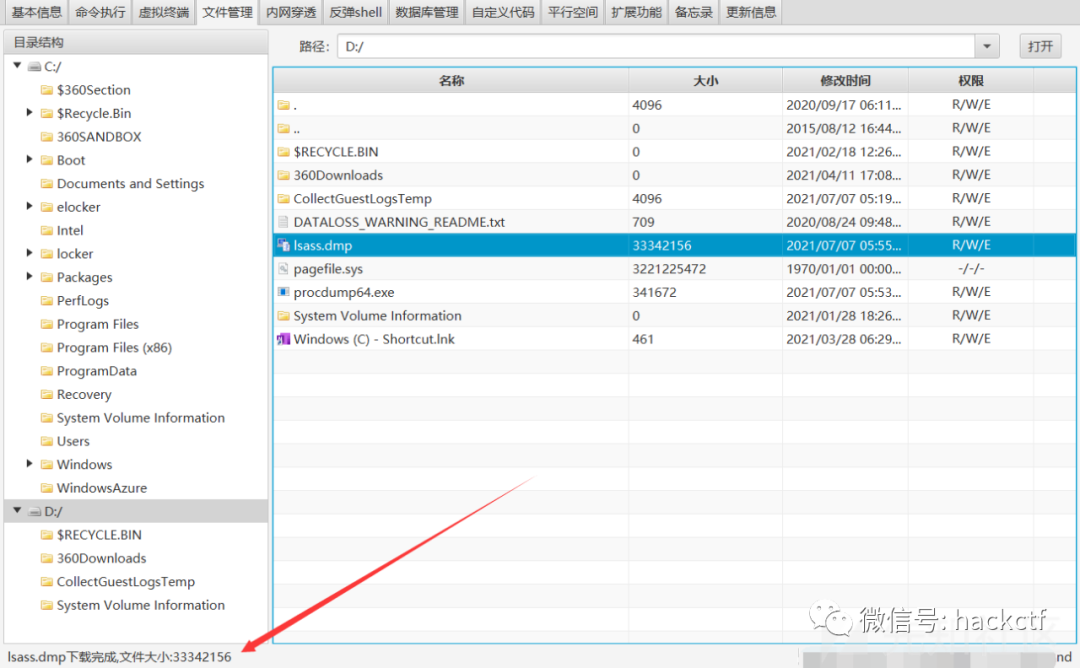 基本信息 命令执行 虚拟终端 文件管理 内网穿透 反弹shell 数据库管理 自定义代码 平行空间 扩展功能 备忘录 更新信息
目录结构
路径: D:/ 打开
C:/
$360Section
$Recycle.Bin
360SANDBOX
Boot
Documents and Settings
elocker
Intel
locker
Packages
PerfLogs
Program Files
Program Files (x86)
ProgramData
Recovery
System Volume Information
Users
Windows
WindowsAzure
D:/
$RECYCLE.BIN
360Downloads
CollectGuestLogsTemp
System Volume Information
名称 大小 修改时间 权限
. 4096 2020/09/17 06:11... R/W/E
.. 0 2015/08/12 16:44... R/W/E
$RECYCLE.BIN 0 2021/02/18 12:26... R/W/E
360Downloads 0 2021/04/11 17:08... R/W/E
CollectGuestLogsTemp 4096 2021/07/07 05:19... R/W/E
DATALOSS_WARNING_README.txt 709 2020/08/24 09:48... R/W/E
lsass.dmp 33342156 2021/07/07 05:55... R/W/E
pagefile.sys 3221225472 1970/01/01 00:00... -/-/-
procdump64.exe 341672 2021/07/07 05:53... R/W/E
System Volume Information 0 2021/01/28 18:26... R/W/E
Windows (C) - Shortcut.lnk 461 2021/03/28 06:29... R/W/E
微信号: hackctf
lsass.dmp下载完成,文件大小:33342156
nd